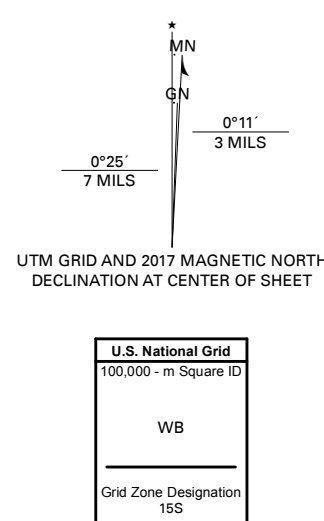 ★
MN
GN
0°11´
3 MILS
0°25´
7 MILS
UTM GRID AND 2017 MAGNETIC NORTH
DECLINATION AT CENTER OF SHEET
U.S. National Grid
100,000 - m Square ID
WB
Grid Zone Designation
15S